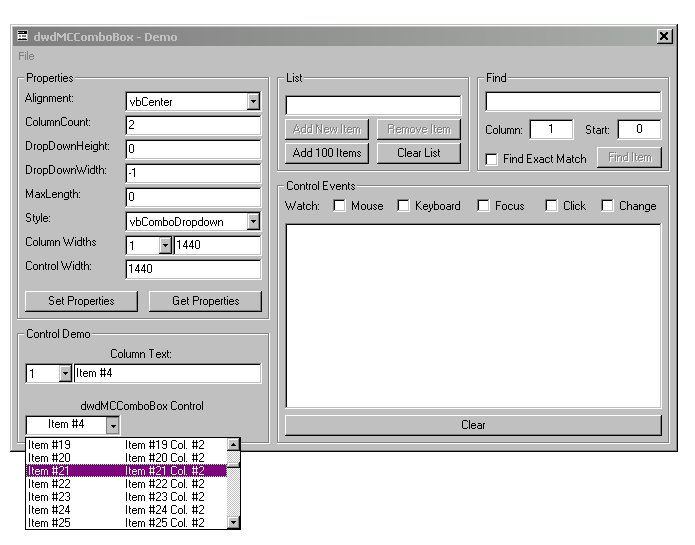 dwdMCComboBox - Demo
File
Properties
Alignment: vbCenter
ColumnCount: 2
DropDownHeight: 0
DropDownWidth: -1
MaxLength: 0
Style: vbComboDropdown
Column Widths 1 1440
Control Width: 1440
Set Properties Get Properties
Control Demo
Column Text:
1 Item #4
dwdMCComboBox Control
Item #4
Item #19 Item #19 Col. #2
Item #20 Item #20 Col. #2
Item #21 Item #21 Col. #2
Item #22 Item #22 Col. #2
Item #23 Item #23 Col. #2
Item #24 Item #24 Col. #2
Item #25 Item #25 Col. #2
List
Add New Item Remove Item
Add 100 Items Clear List
Find
Column: 1 Start: 0
Find Exact Match Find Item
Control Events
Watch: Mouse Keyboard Focus Click Change
Clear